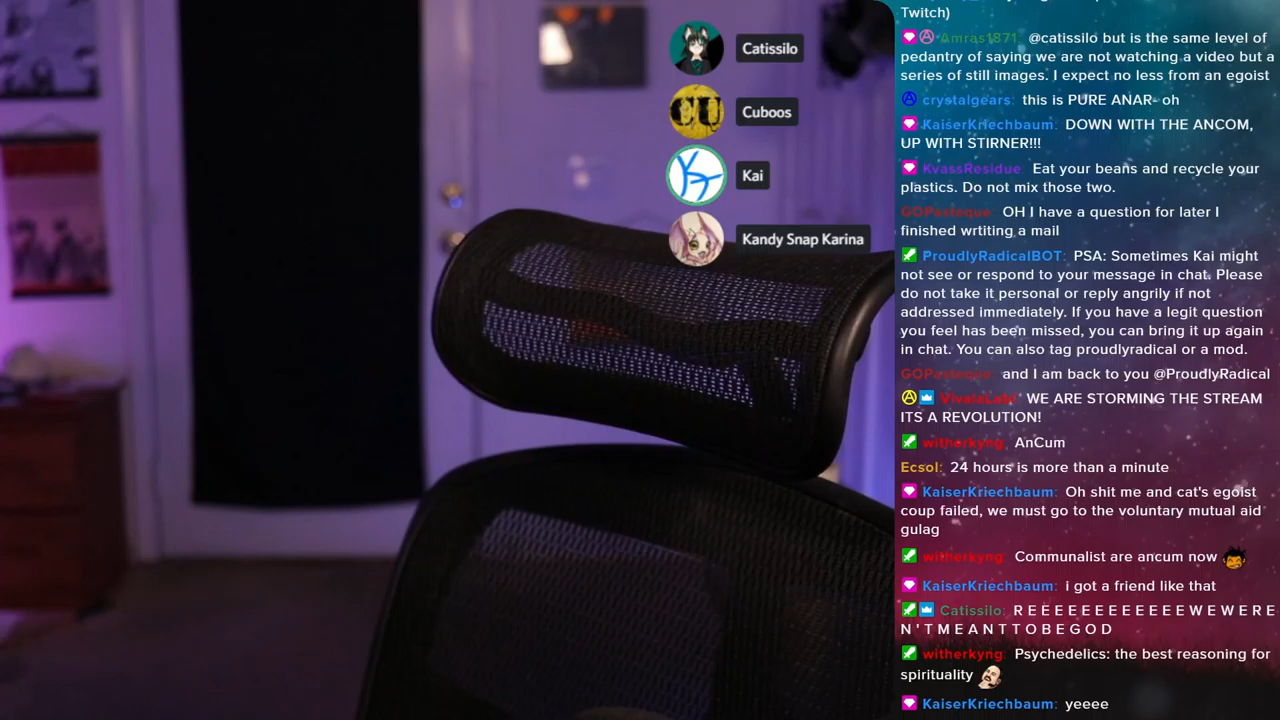 Twitch)
Amras1871 @catissilo but is the same level of
pedantry of saying we are not watching a video but a
series of still images. I expect no less from an egoist
crystalgears: this is PURE ANAR- oh
KaiserKriechbaum: DOWN WITH THE ANCOM,
UP WITH STIRNER!!!
KvassResidue Eat your beans and recycle your
plastics. Do not mix those two.
GOPasteque OH I have a question for later I
finished wrtiting a mail
ProudlyRadicalBOT: PSA: Sometimes Kai might
not see or respond to your message in chat. Please
do not take it personal or reply angrily if not
addressed immediately. If you have a legit question
you feel has been missed, you can bring it up again
in chat. You can also tag proudlyradical or a mod.
GOPasteque and I am back to you @ProudlyRadical
WE ARE STORMING THE STREAM
ITS A REVOLUTION!
witherkyng: AnCum
Ecsol: 24 hours is more than a minute
KaiserKriechbaum: Oh shit me and cat's egoist
coup failed, we must go to the voluntary mutual aid
gulag
witherkyng: Communalist are ancum now
KaiserKriechbaum: i got a friend like that
Catissilo: R E E E E E E E E E E E E W E W E R E
N ' T M E A N T T O B E G O D
witherkyng: Psychedelics: the best reasoning for
spirituality
KaiserKriechbaum: yeeee
Catissilo
CU
Cuboos
Kai
Kandy Snap Karina